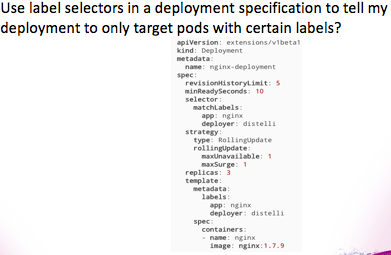 Use label selectors in a deployment specification to tell my
deployment to only target pods with certain labels?
apiVersion: extensions/v1beta1
kind: Deployment
metadata:
  name: nginx-deployment
spec:
  revisionHistoryLimit: 5
  minReadySeconds: 10
  selector:
    matchLabels:
      app: nginx
      deployer: distelli
  strategy:
    type: RollingUpdate
    rollingUpdate:
      maxUnavailable: 1
      maxSurge: 1
  replicas: 3
  template:
    metadata:
      labels:
        app: nginx
        deployer: distelli
    spec:
      containers:
      - name: nginx
        image: nginx:1.7.9